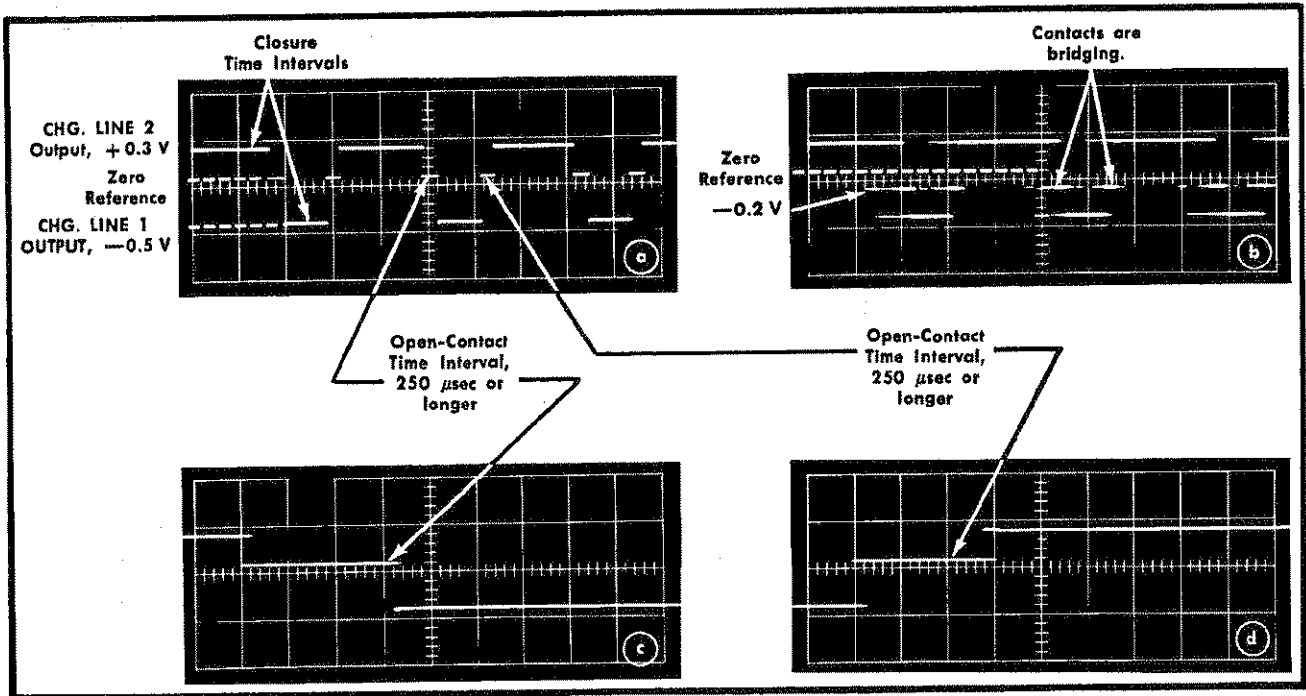 Closure
Time Intervals
CHG. LINE 2
Output, +0.3 V
Zero
Reference
CHG. LINE 1
OUTPUT, —0.5 V
a
Contacts are
bridging.
Zero
Reference
—0.2 V
b
Open-Contact
Time Interval,
250 μsec or
longer
Open-Contact
Time Interval,
250 μsec or
longer
c
d